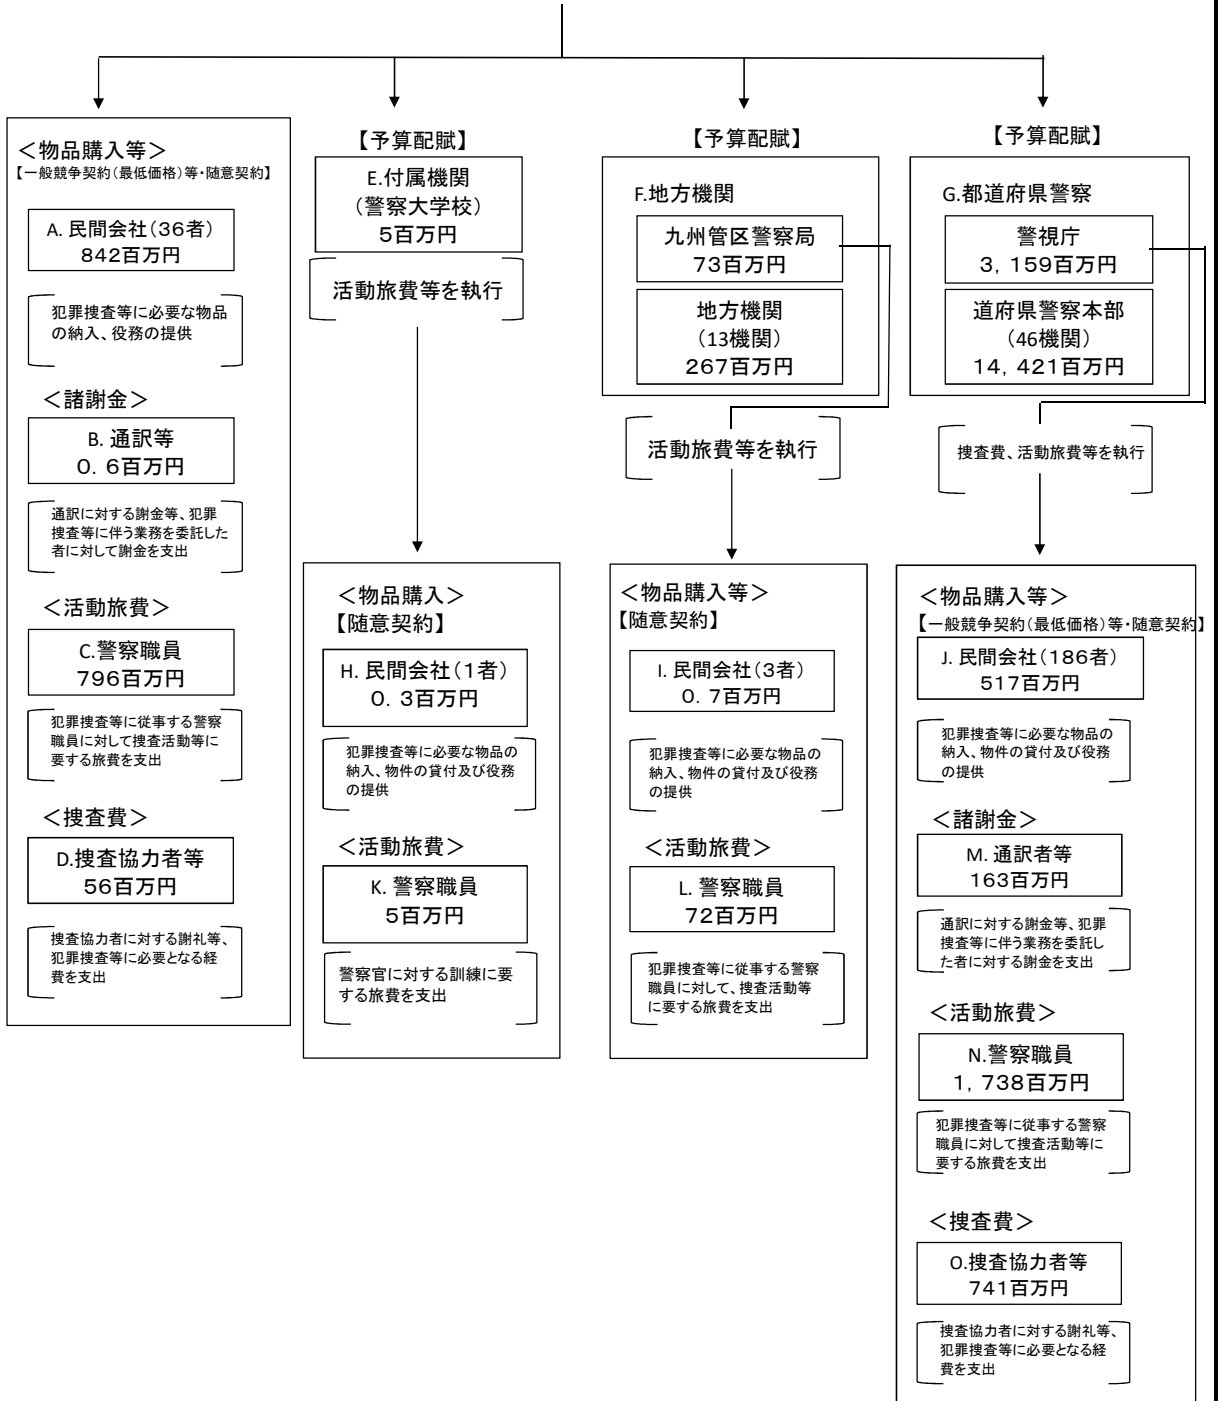 ＜物品購入等＞
【一般競争契約（最低価格）等・随意契約】
A. 民間会社（36者）
８４２百万円
犯罪捜査等に必要な物品
の納入、役務の提供
＜諸謝金＞
B. 通訳等
０．６百万円
通訳に対する謝金等、犯罪
捜査等に伴う業務を委託した
者に対して謝金を支出
＜活動旅費＞
C.警察職員
７９６百万円
犯罪捜査等に従事する警察
職員に対して捜査活動等に
要する旅費を支出
＜捜査費＞
D.捜査協力者等
５６百万円
捜査協力者に対する謝礼等、
犯罪捜査等に必要となる経
費を支出
【予算配賦】
E.付属機関
（警察大学校）
５百万円
活動旅費等を執行
＜物品購入＞
【随意契約】
H. 民間会社（1者）
０．３百万円
犯罪捜査等に必要な物品の
納入、物件の貸付及び役務
の提供
＜活動旅費＞
K. 警察職員
５百万円
警察官に対する訓練に要
する旅費を支出
【予算配賦】
F.地方機関
九州管区警察局
７３百万円
地方機関
（13機関）
２６７百万円
活動旅費等を執行
＜物品購入等＞
【随意契約】
I. 民間会社（3者）
０．７百万円
犯罪捜査等に必要な物品の
納入、物件の貸付及び役務
の提供
＜活動旅費＞
L. 警察職員
７２百万円
犯罪捜査等に従事する警察
職員に対して、捜査活動等
に要する旅費を支出
【予算配賦】
G.都道府県警察
警視庁
３，１５９百万円
道府県警察本部
（46機関）
１４，４２１百万円
捜査費、活動旅費等を執行
＜物品購入等＞
【一般競争契約（最低価格）等・随意契約】
J. 民間会社（186者）
５１７百万円
犯罪捜査等に必要な物品の
納入、物件の貸付及び役務
の提供
＜諸謝金＞
M. 通訳者等
１６３百万円
通訳に対する謝金等、犯罪
捜査等に伴う業務を委託し
た者に対する謝金を支出
＜活動旅費＞
N.警察職員
１，７３８百万円
犯罪捜査等に従事する警察
職員に対して捜査活動等に
要する旅費を支出
＜捜査費＞
O.捜査協力者等
７４１百万円
捜査協力者に対する謝礼等、
犯罪捜査等に必要となる経
費を支出